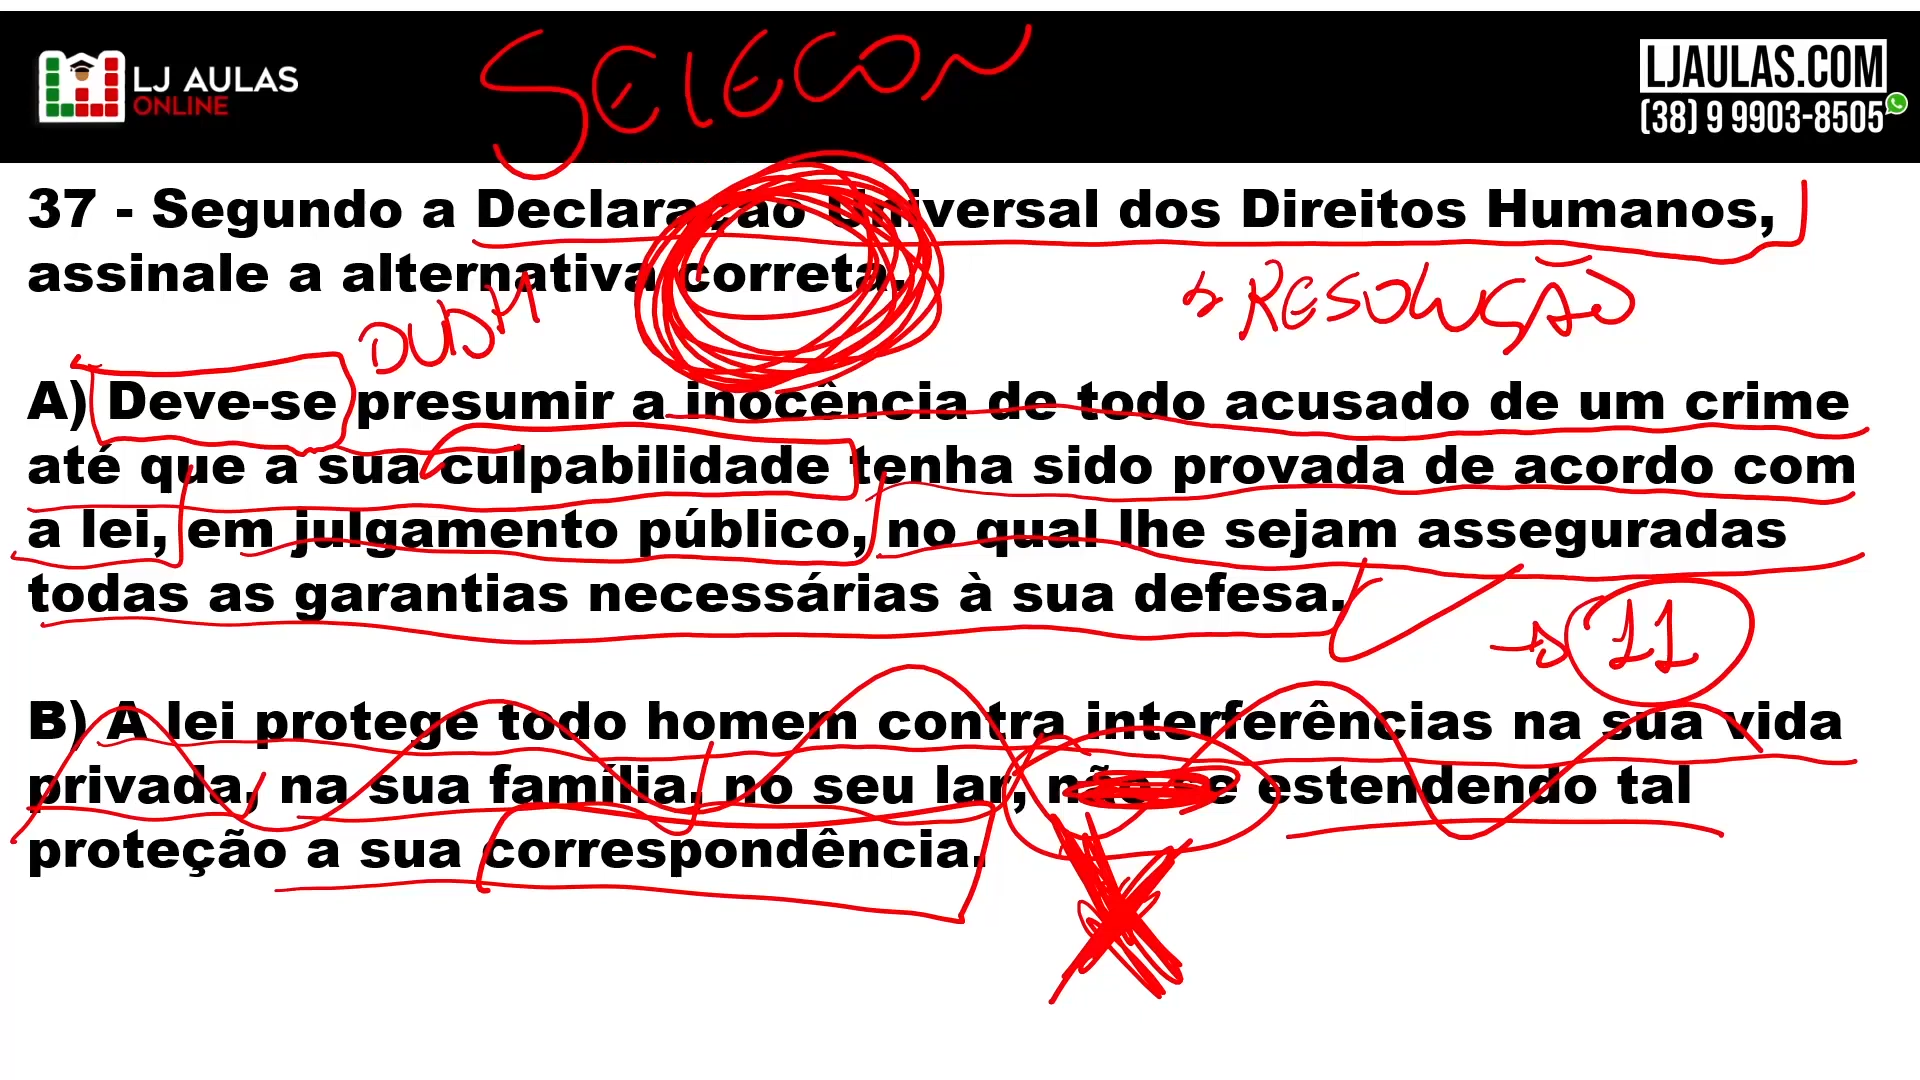 LJ AULAS
ONLINE
SELECON
LJAULAS.COM
(38) 9 9903-8505
37 - Segundo a Declaração Universal dos Direitos Humanos,
assinale a alternativa correta.
DUDH
RESOLUÇÃO
A) Deve-se presumir a inocência de todo acusado de um crime
até que a sua culpabilidade tenha sido provada de acordo com
a lei, em julgamento público, no qual lhe sejam asseguradas
todas as garantias necessárias à sua defesa.
11
B) A lei protege todo homem contra interferências na sua vida
privada, na sua família, no seu lar, não se estendendo tal
proteção a sua correspondência.